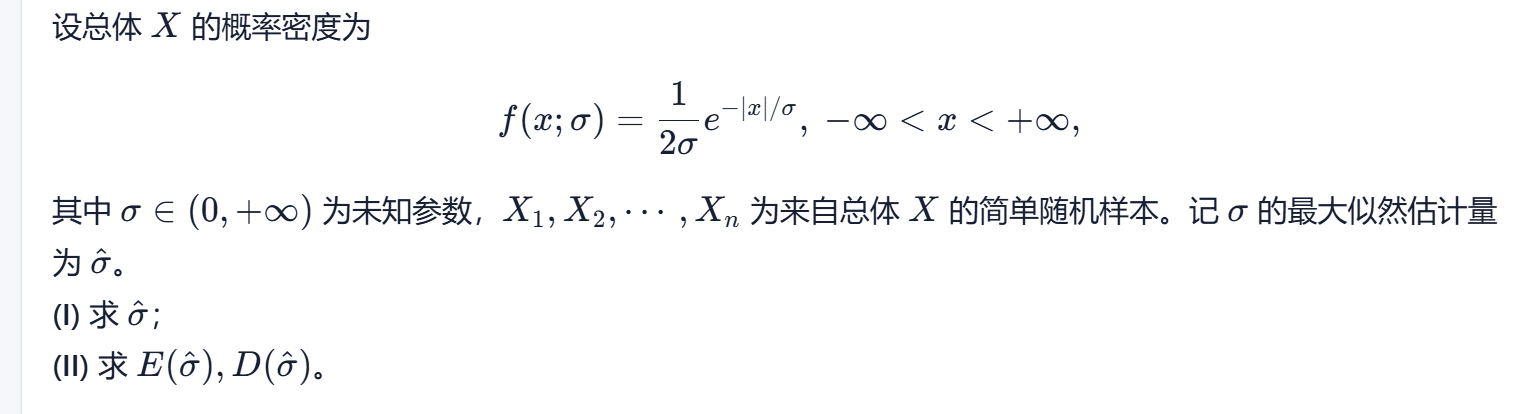 设总体 X 的概率密度为
f(x; σ) = \frac{1}{2σ} e^{-|x|/σ}, −∞ < x < +∞,
其中 σ ∈ (0, +∞) 为未知参数，X₁, X₂, ⋯ , Xₙ 为来自总体 X 的简单随机样本。记 σ 的最大似然估计量
为 σ̂。
(I) 求 σ̂；
(II) 求 E(σ̂), D(σ̂)。